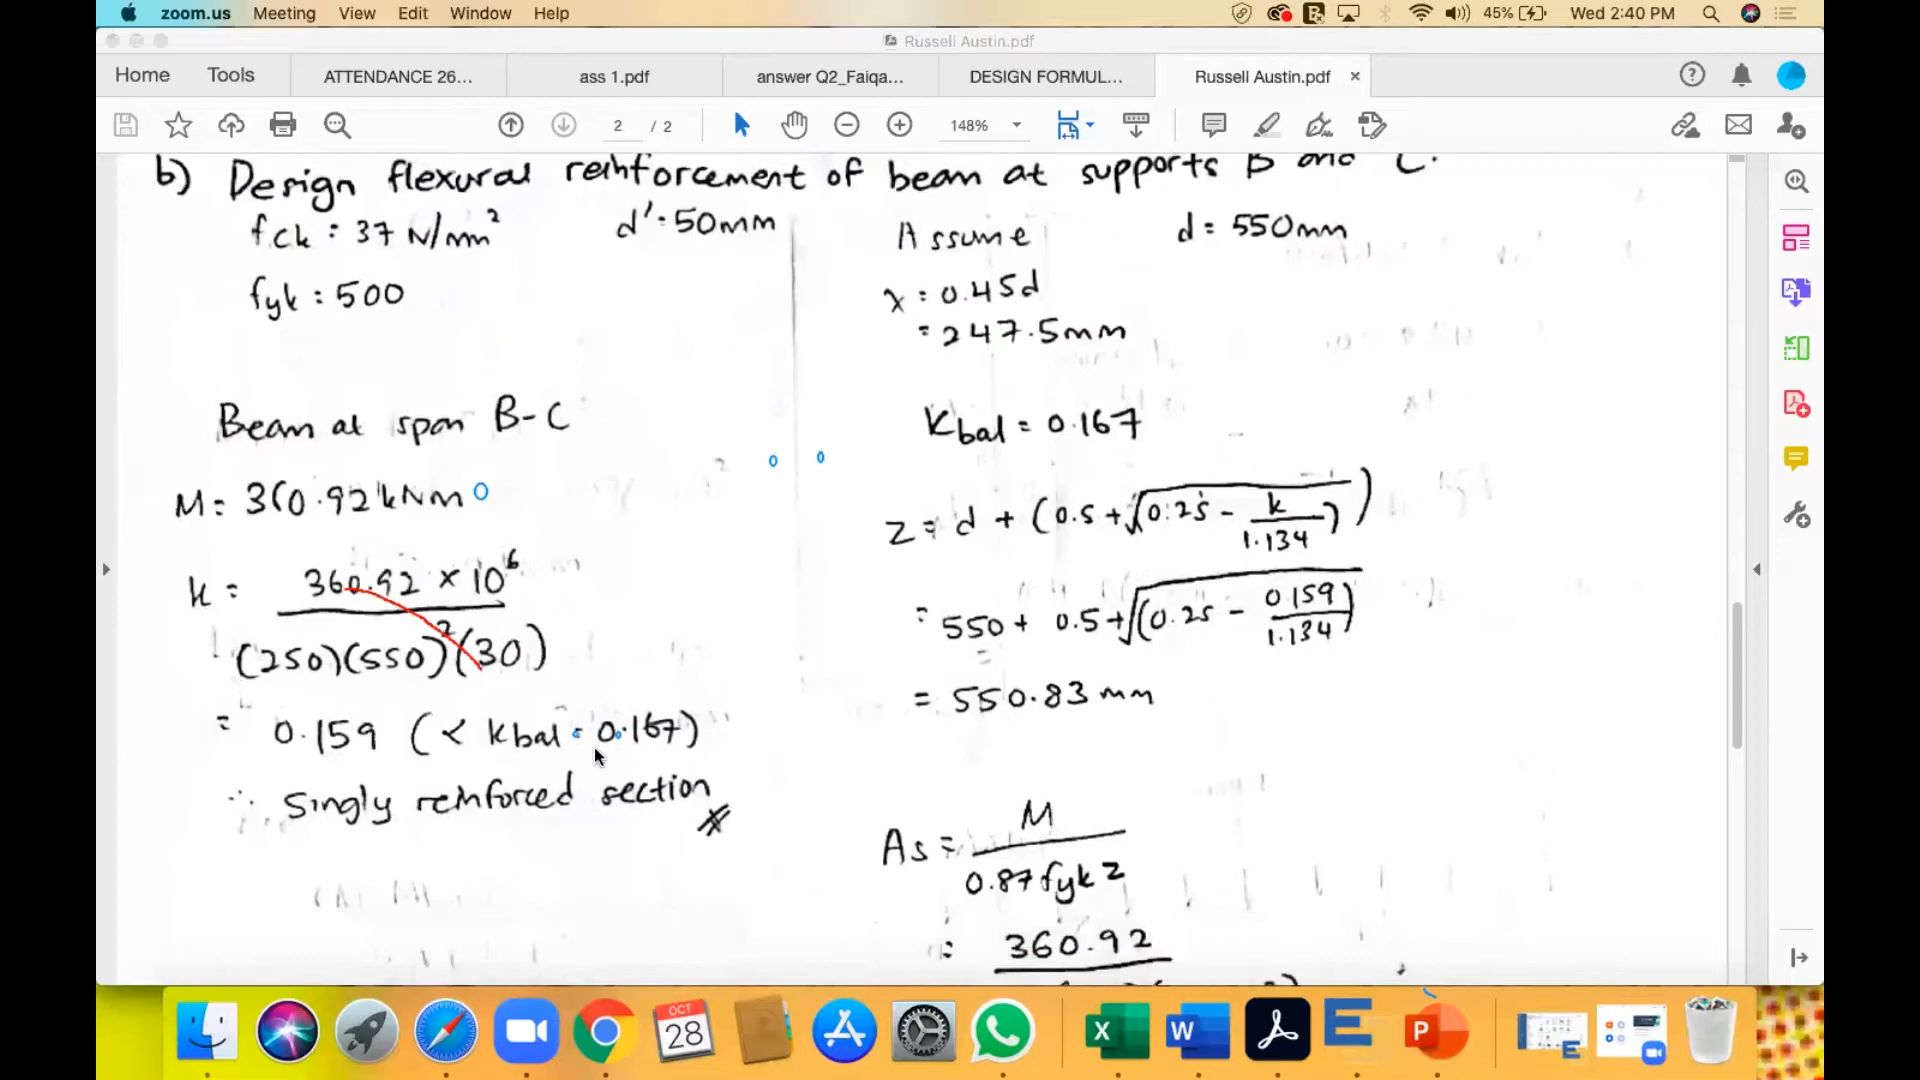 zoom.us Meeting View Edit Window Help 45% Wed 2:40 PM
Russell Austin.pdf
Home Tools ATTENDANCE 26... ass 1.pdf answer Q2_Faiqa... DESIGN FORMUL... Russell Austin.pdf ×
2 / 2 148%
b) Design flexural reinforcement of beam at supports B and C.
fck = 37 N/mm²
d' = 50mm
fyk = 500
Beam at span B-C
M = 360.92 kNm
k = 360.92 × 10⁶
(250)(550)²(30)
= 0.159 (< kbal = 0.167)
∴ Singly reinforced section
Assume
d = 550mm
x = 0.45d
= 247.5mm
Kbal = 0.167
z = d + (0.5 + √(0.25 - k/1.134))
= 550 + 0.5 + √(0.25 - 0.159/1.134)
= 550.83 mm
As = M
0.87 fyk z
= 360.92
OCT
28
X W E P
E